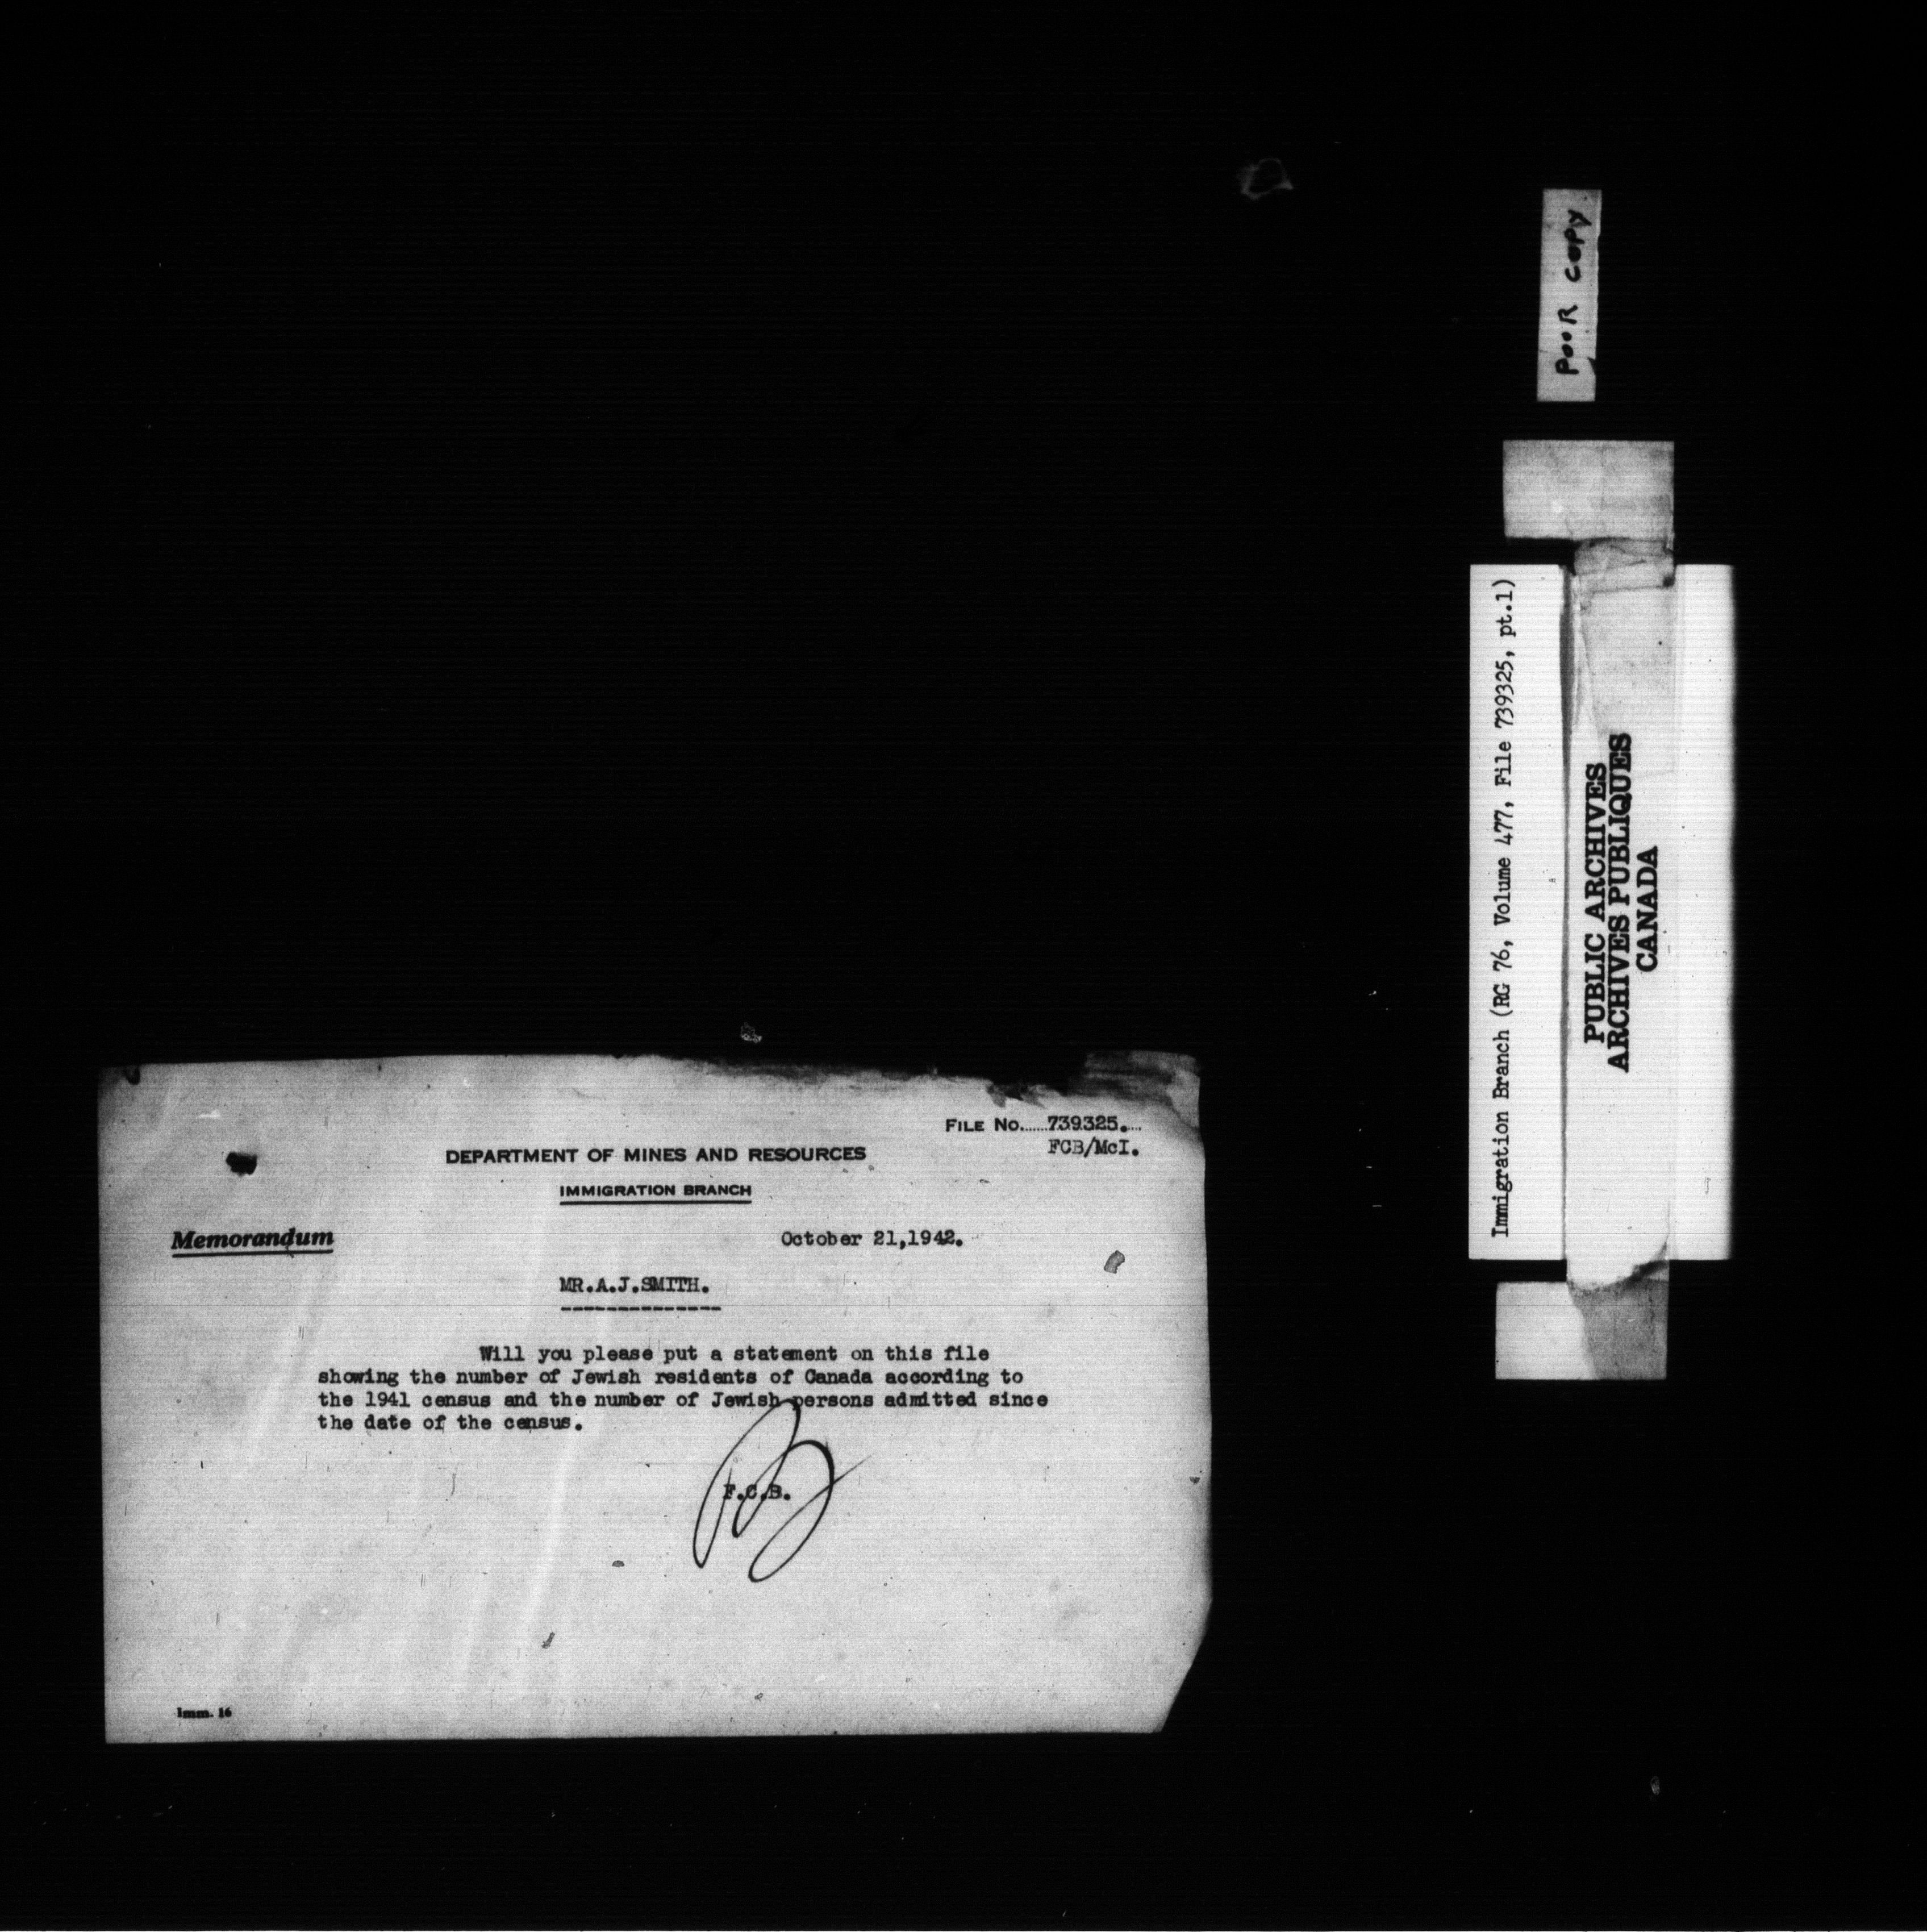 POOR COPY
Immigration Branch (RG 76, Volume 477, File 739325, pt.1)
PUBLIC ARCHIVES
ARCHIVES PUBLIQUES
CANADA
FILE No......739325....
FCB/McI.
DEPARTMENT OF MINES AND RESOURCES
IMMIGRATION BRANCH
Memorandum
October 21,1942.
MR.A.J.SMITH.
--------------
Will you please put a statement on this file
showing the number of Jewish residents of Canada according to
the 1941 census and the number of Jewish persons admitted since
the date of the census.
F.C.B.
Imm. 16